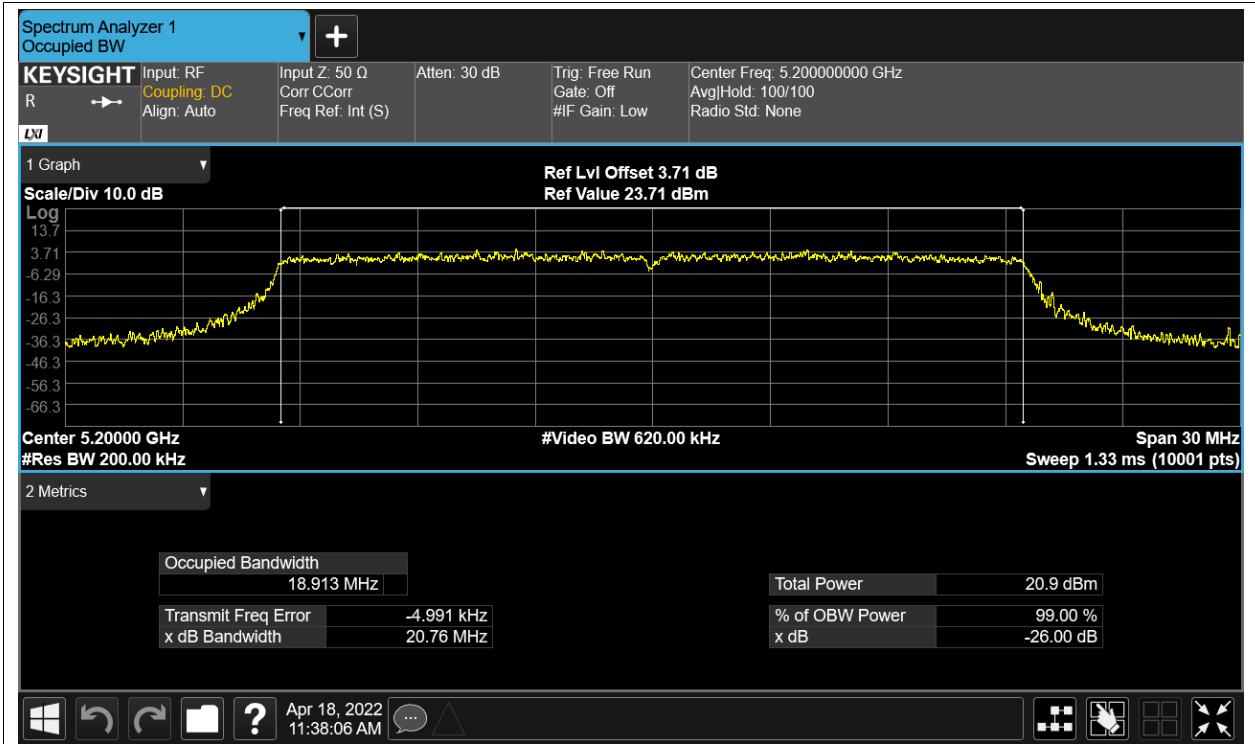 Spectrum Analyzer 1
Occupied BW
KEYSIGHT
R
LXI
Input: RF
Coupling: DC
Align: Auto
Input Z: 50 Ω
Corr CCorr
Freq Ref: Int (S)
Atten: 30 dB
Trig: Free Run
Gate: Off
#IF Gain: Low
Center Freq: 5.200000000 GHz
Avg|Hold: 100/100
Radio Std: None
1 Graph
Scale/Div 10.0 dB
Ref Lvl Offset 3.71 dB
Ref Value 23.71 dBm
Log
13.7
3.71
-6.29
-16.3
-26.3
-36.3
-46.3
-56.3
-66.3
Center 5.20000 GHz
#Video BW 620.00 kHz
Span 30 MHz
#Res BW 200.00 kHz
Sweep 1.33 ms (10001 pts)
2 Metrics
Occupied Bandwidth
18.913 MHz
Total Power 20.9 dBm
Transmit Freq Error -4.991 kHz
% of OBW Power 99.00 %
x dB Bandwidth 20.76 MHz
x dB -26.00 dB
?
Apr 18, 2022
11:38:06 AM